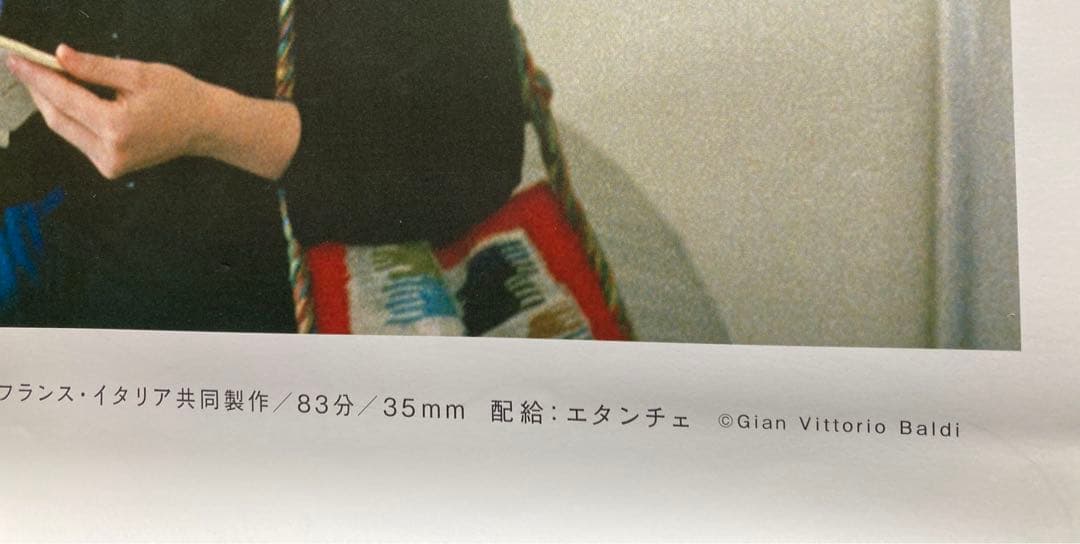 フランス・イタリア共同製作／83分／35mm 配給：エタンチェ ©Gian Vittorio Baldi